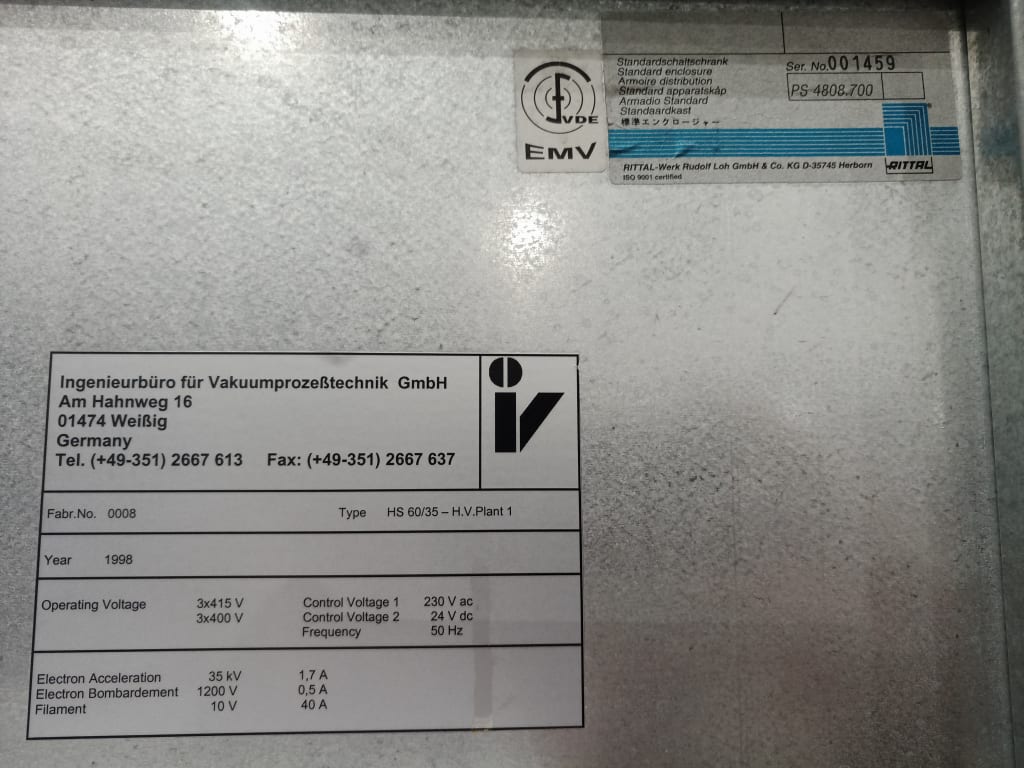 Standardschaltschrank
Standard enclosure
Armoire distribution
Standard apparatskåp
Armadio Standard
Standaardkast
標準エンクロージャー
Ser. No. 001459
PS 4808.700
VDE
EMV
RITTAL-Werk Rudolf Loh GmbH & Co. KG D-35745 Herborn
ISO 9001 certified
RITTAL
Ingenieurbüro für Vakuumprozeßtechnik GmbH
Am Hahnweg 16
01474 Weißig
Germany
Tel. (+49-351) 2667 613 Fax: (+49-351) 2667 637
iv
Fabr.No. 0008 Type HS 60/35 – H.V.Plant 1
Year 1998
Operating Voltage 3x415 V Control Voltage 1 230 V ac
3x400 V Control Voltage 2 24 V dc
Frequency 50 Hz
Electron Acceleration 35 kV 1,7 A
Electron Bombardement 1200 V 0,5 A
Filament 10 V 40 A